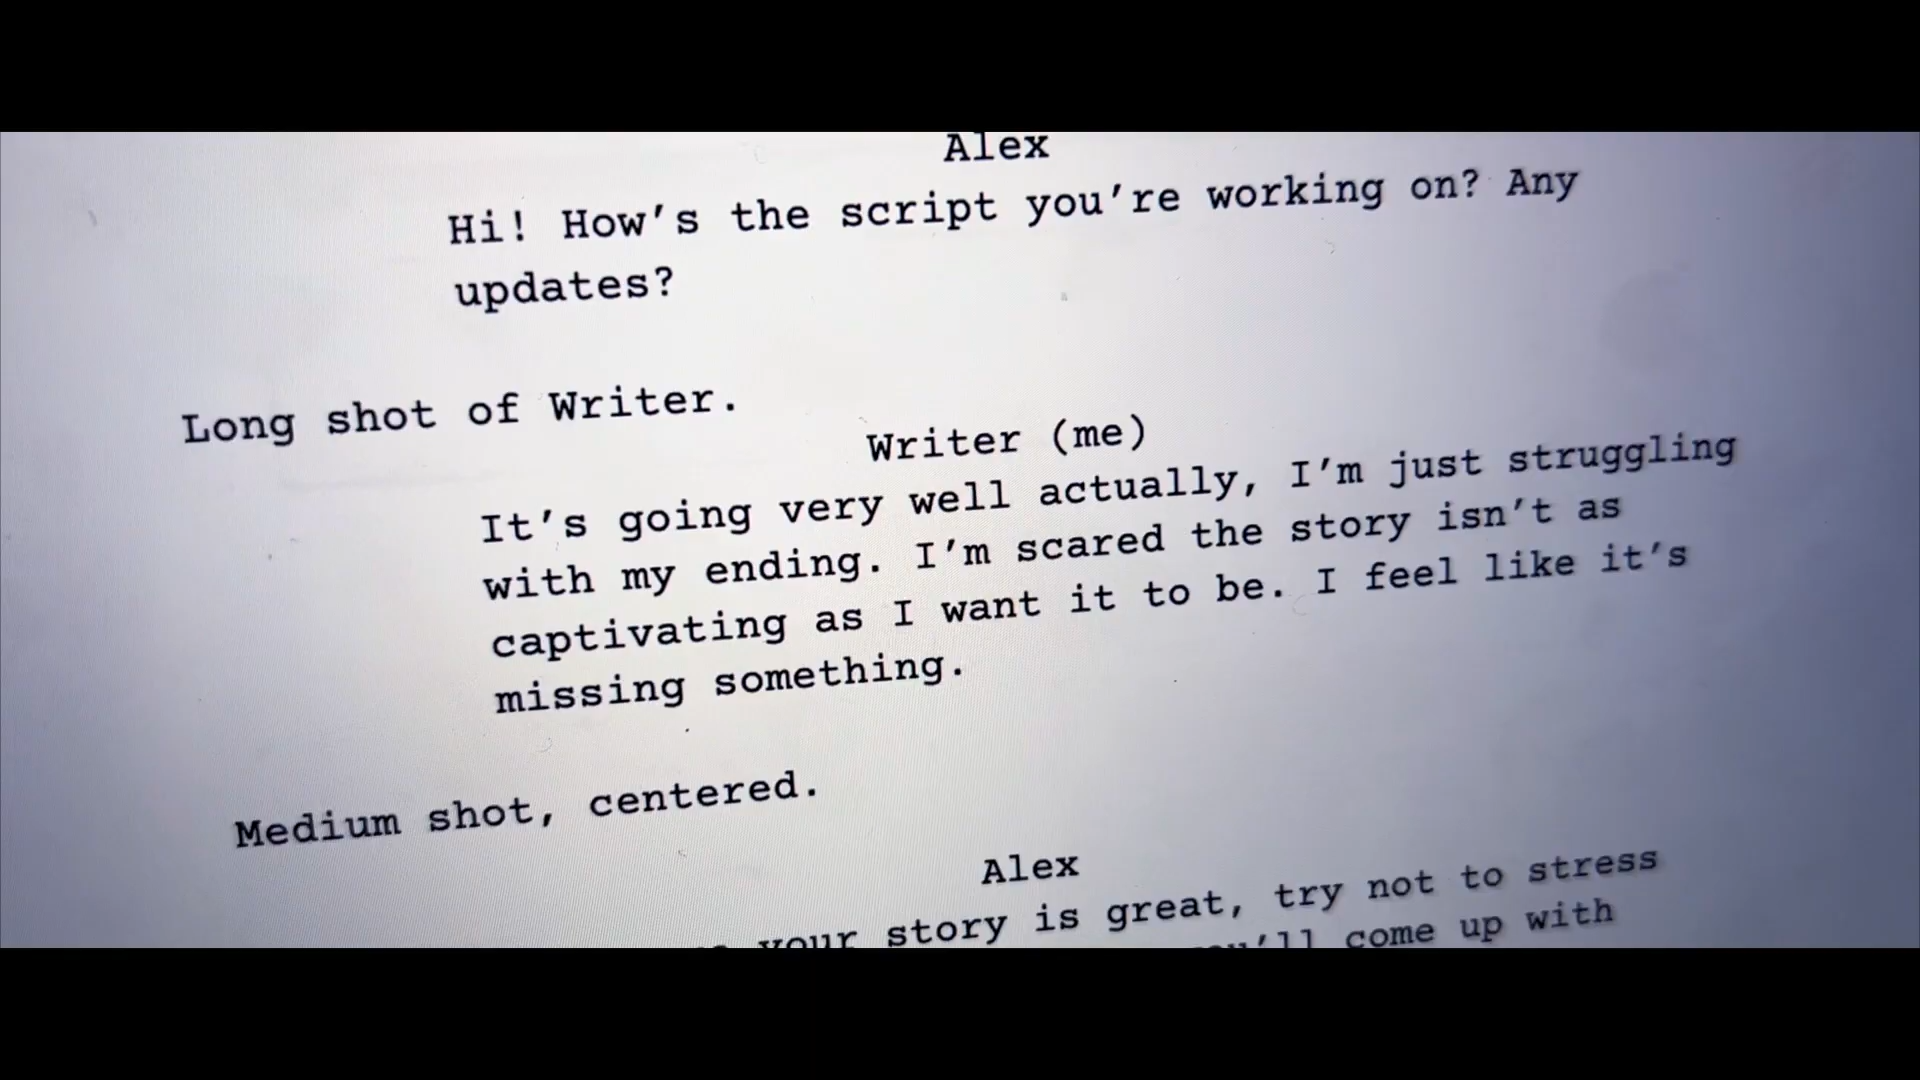 Alex
Hi! How’s the script you’re working on? Any
updates?
Long shot of Writer.
Writer (me)
It’s going very well actually, I’m just struggling
with my ending. I’m scared the story isn’t as
captivating as I want it to be. I feel like it’s
missing something.
Medium shot, centered.
Alex
your story is great, try not to stress
come up with